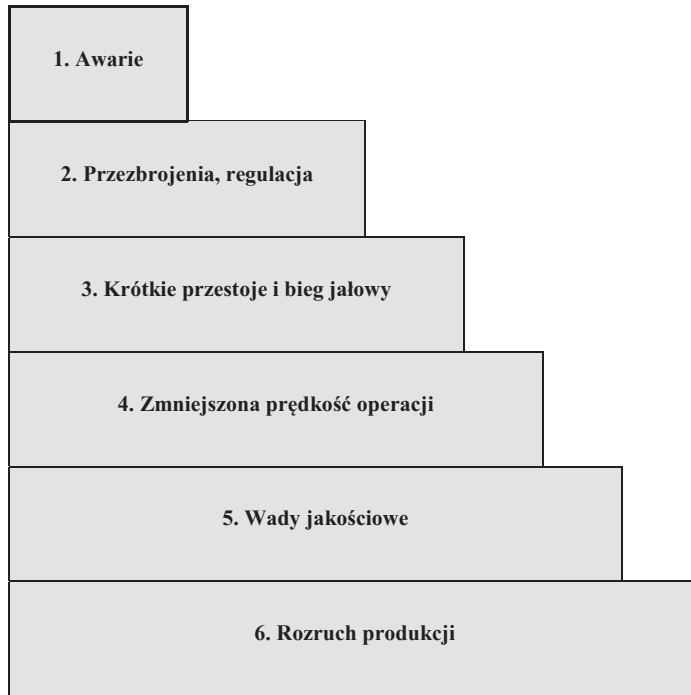 1. Awarie
2. Przezbrojenia, regulacja
3. Krótkie przestoje i bieg jałowy
4. Zmniejszona prędkość operacji
5. Wady jakościowe
6. Rozruch produkcji